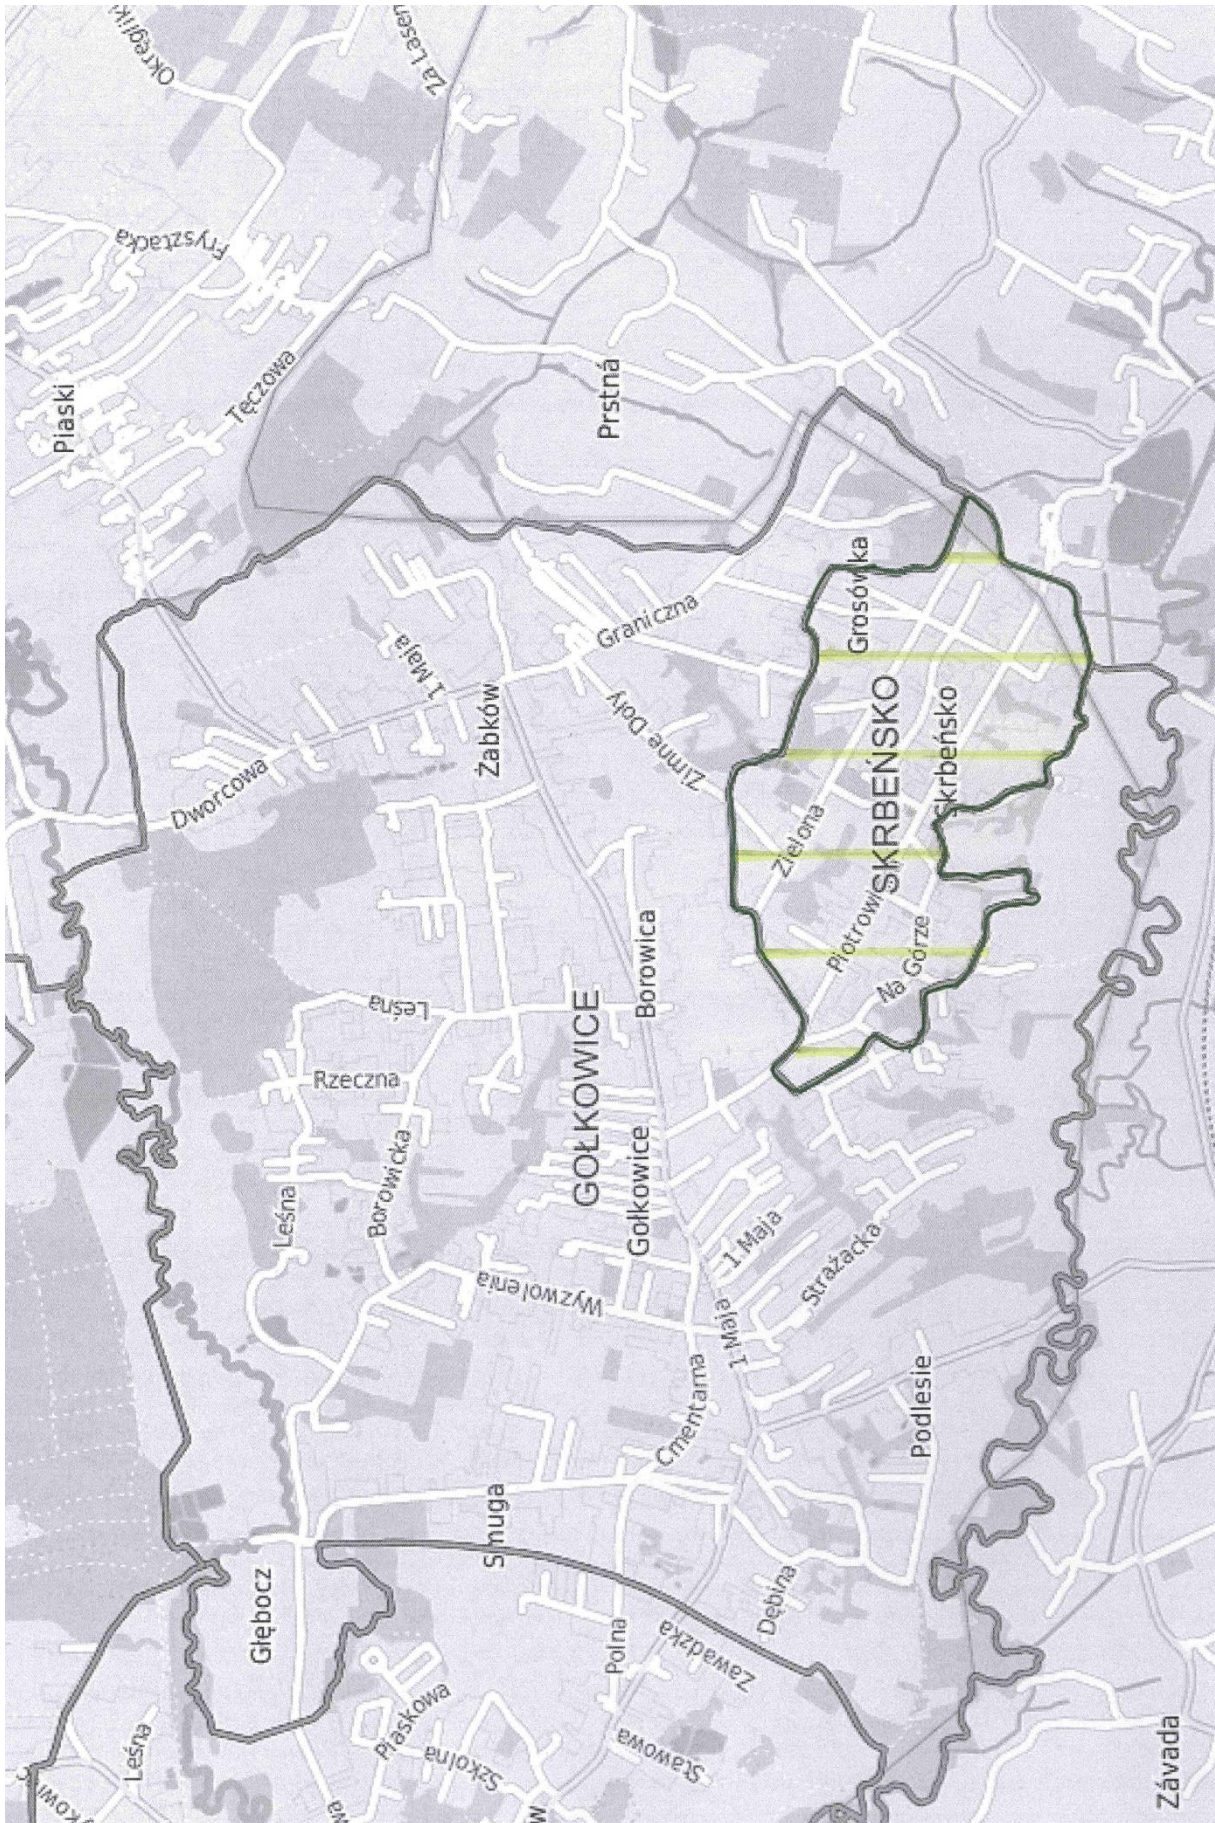 Okręglik
Za Lasem
Frysztacka
Piaski
Tęczowa
Prstná
Grosówka
Graniczna
1 Maja
Żabków
Zimne Doły
SKRBEŃSKO
Skrbeńsko
Dworcowa
Zielona
Piotrowi
Na Górze
Borowica
Leśna
GOŁKOWICE
Rzeczna
Gołkowice
Borowicka
Leśna
1 Maja
Strażacka
Wyzwolenia
1 Maja
Cmentarna
Podlesie
Smuga
Głębocz
Dębina
Polna
Zawadzka
Piaskowa
Leśna
Szkolna
Stawowa
Závada